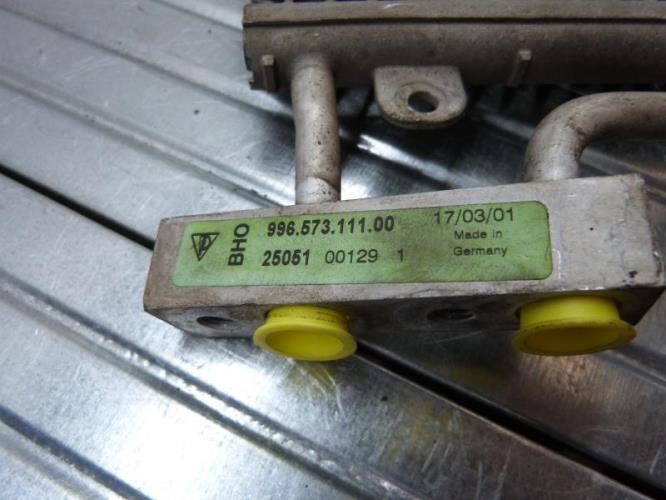 BHO
996.573.111.00 17/03/01
25051 00129 1
Made in
Germany